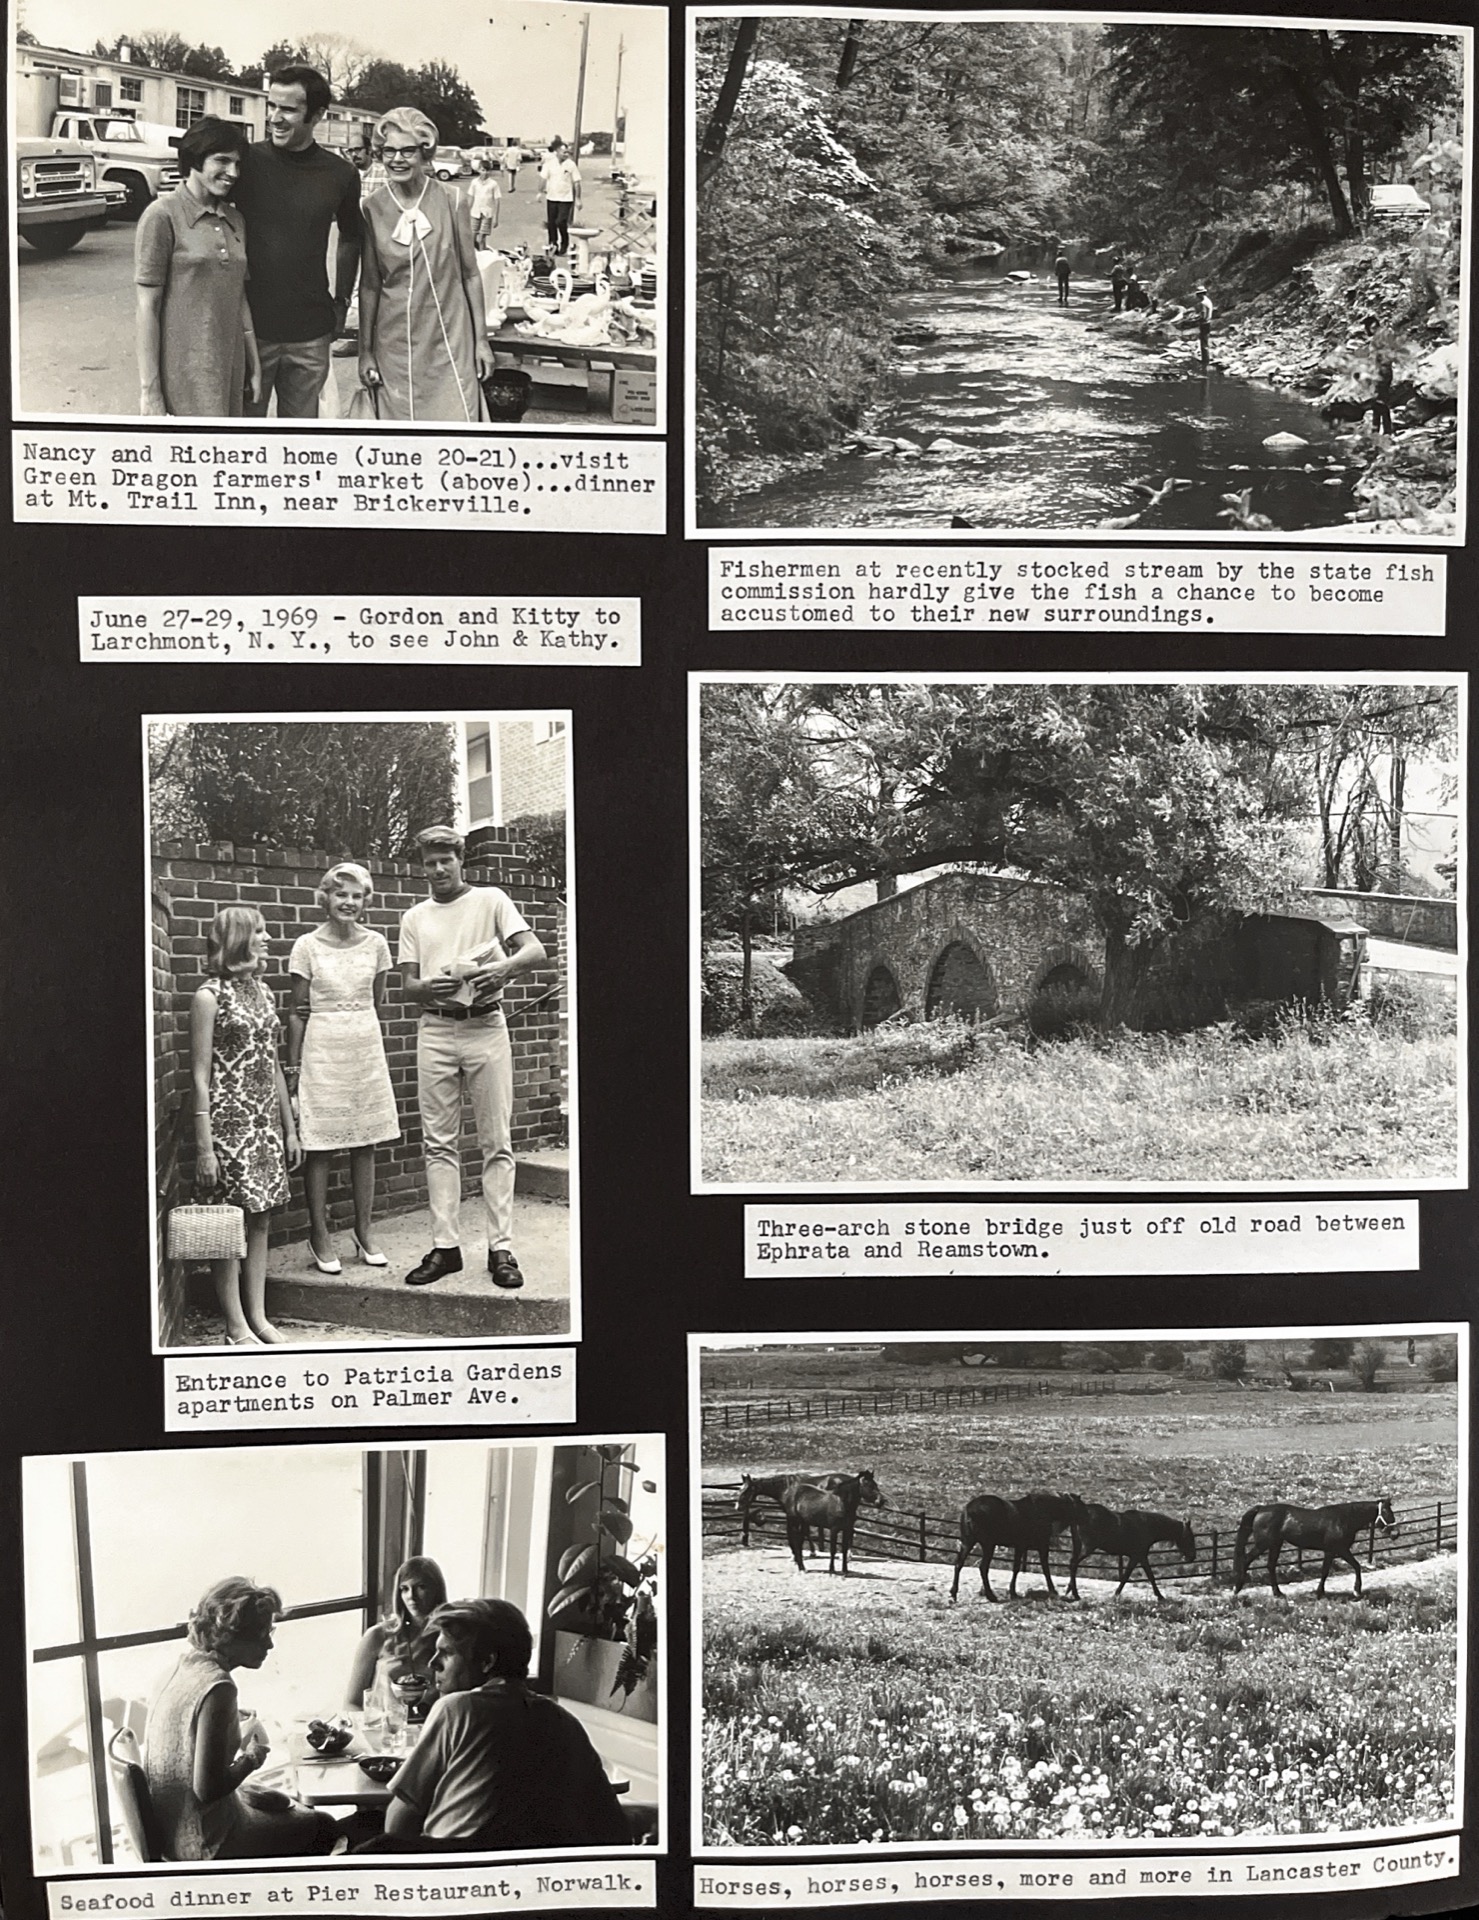 Nancy and Richard home (June 20-21)...visit
Green Dragon farmers' market (above)...dinner
at Mt. Trail Inn, near Brickerville.
June 27-29, 1969 - Gordon and Kitty to
Larchmont, N. Y., to see John & Kathy.
Entrance to Patricia Gardens
apartments on Palmer Ave.
Seafood dinner at Pier Restaurant, Norwalk.
Fishermen at recently stocked stream by the state fish
commission hardly give the fish a chance to become
accustomed to their new surroundings.
Three-arch stone bridge just off old road between
Ephrata and Reamstown.
Horses, horses, horses, more and more in Lancaster County.